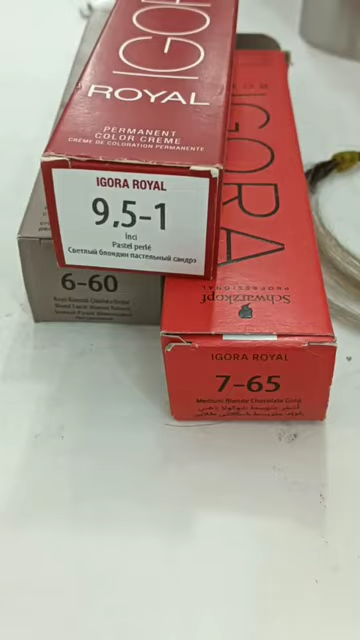 IGOR
ROYAL
PERMANENT
COLOR CREME
CRÈME DE COLORATION PERMANENTE
IGORA ROYAL
9,5-1
Inci
Pastel perlé
Светлый блондин пастельный сандрэ
6-60
IGORA
Schwarzkopf
PROFESSIONAL
IGORA ROYAL
7-65
Medium Blonde Chocolate Gold